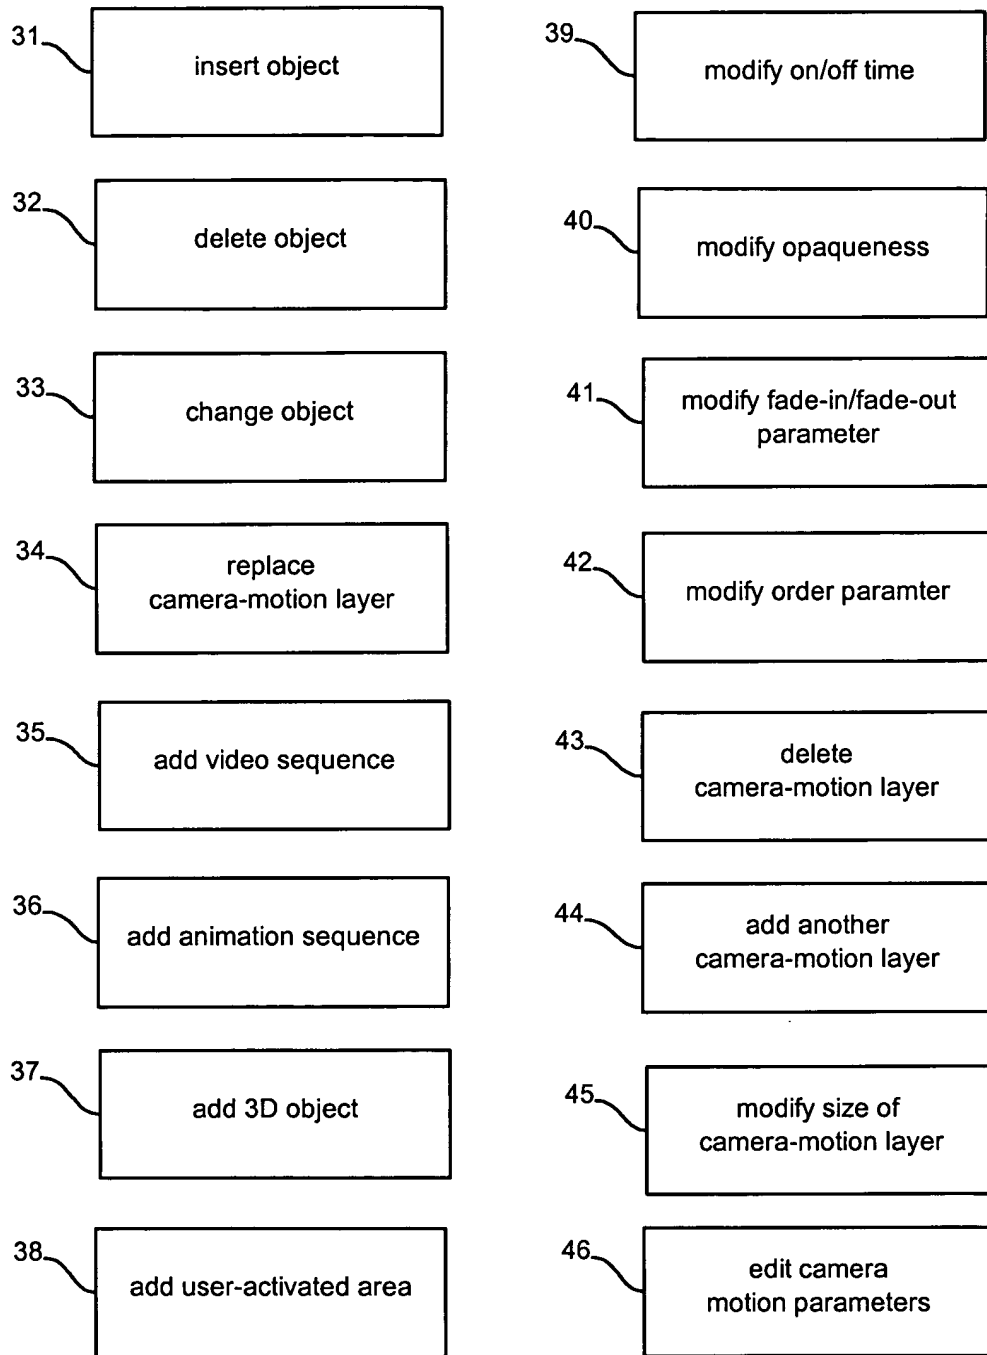 31
insert object
32
delete object
33
change object
34
replace
camera-motion layer
35
add video sequence
36
add animation sequence
37
add 3D object
38
add user-activated area
39
modify on/off time
40
modify opaqueness
41
modify fade-in/fade-out
parameter
42
modify order paramter
43
delete
camera-motion layer
44
add another
camera-motion layer
45
modify size of
camera-motion layer
46
edit camera
motion parameters